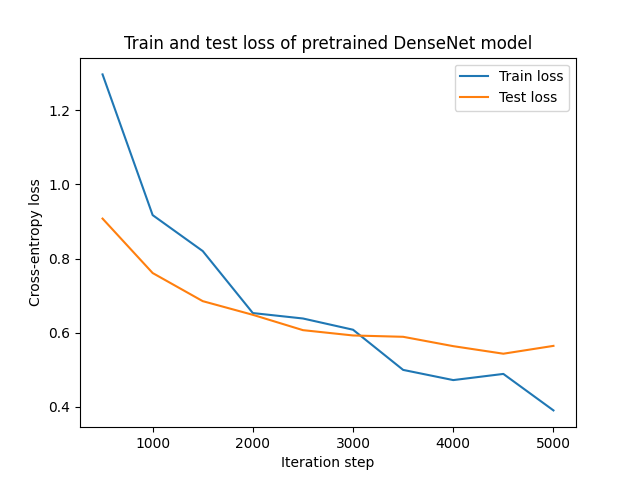 Train and test loss of pretrained DenseNet model
Train loss
Test loss
1.2
1.0
0.8
0.6
0.4
Cross-entropy loss
1000
2000
3000
4000
5000
Iteration step